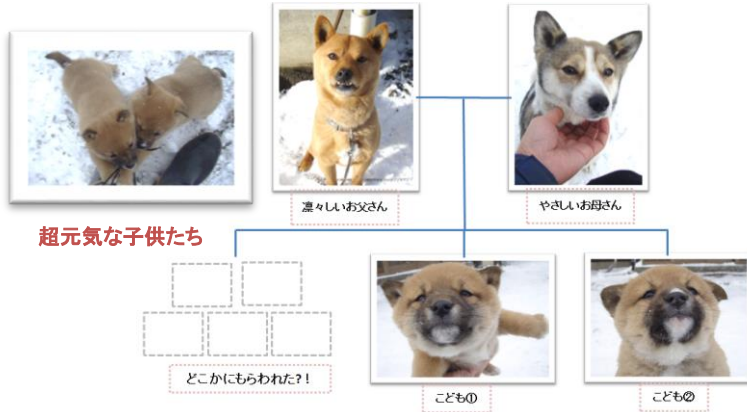 凛々しいお父さん
やさしいお母さん
超元気な子供たち
どこかにもらわれた?!
こども①
こども②